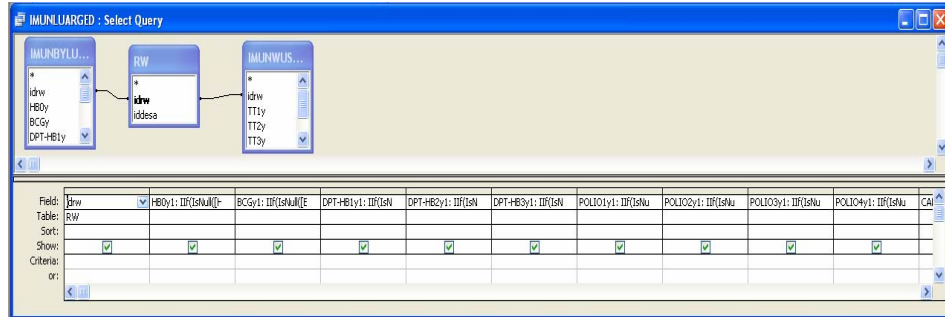 IMUNLUARGED : Select Query
IMUNBYLU...
*
idrw
HB0y
BCGy
DPT-HB1y
RW
*
idrw
iddesa
IMUNWUS...
*
idrw
TT1y
TT2y
TT3y
Field: idrw HB0y1: IIf(IsNull([H BCGy1: IIf(IsNull([B DPT-HB1y1: IIf(IsN DPT-HB2y1: IIf(IsN DPT-HB3y1: IIf(IsN POLIO1y1: IIf(IsNu POLIO2y1: IIf(IsNu POLIO3y1: IIf(IsNu POLIO4y1: IIf(IsNu CA
Table: RW
Sort:
Show:
Criteria:
or: